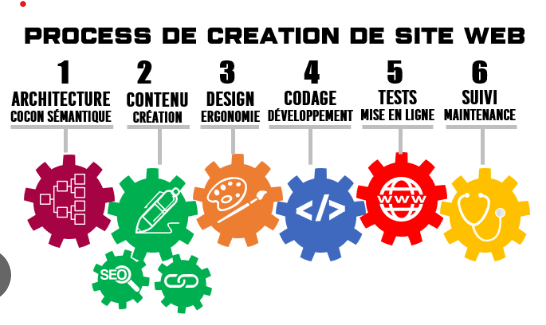 PROCESS DE CREATION DE SITE WEB
1
ARCHITECTURE
COCON SÉMANTIQUE
2
CONTENU
CRÉATION
3
DESIGN
ERGONOMIE
4
CODAGE
DÉVELOPPEMENT
5
TESTS
MISE EN LIGNE
6
SUIVI
MAINTENANCE
</>
WWW
SEO